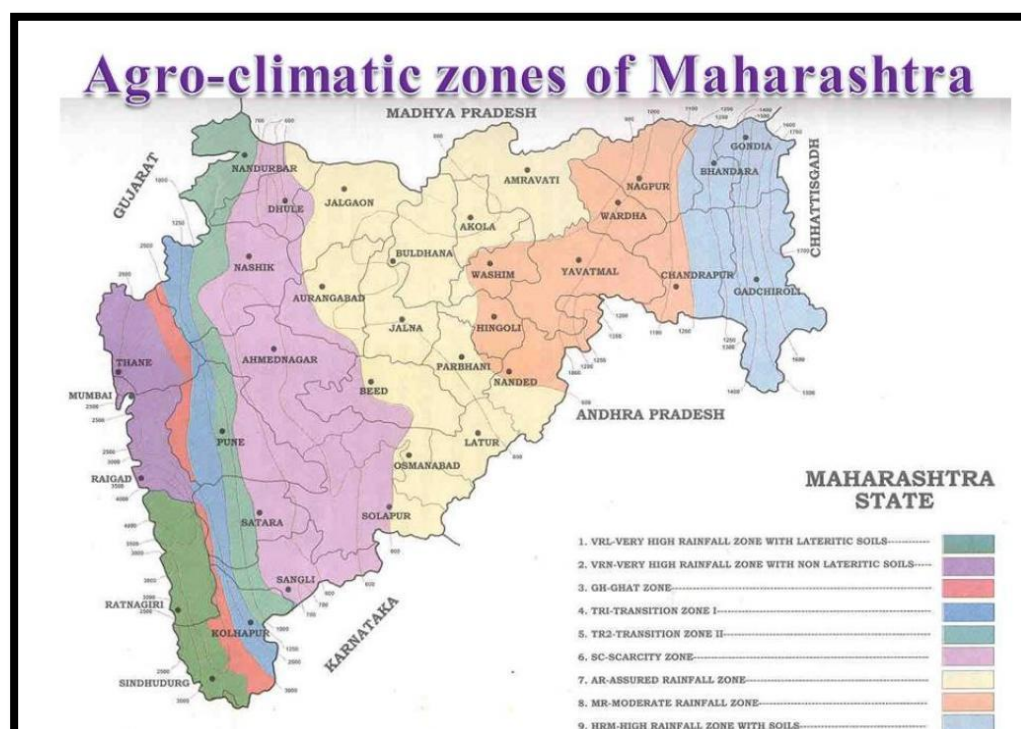 Agro-climatic zones of Maharashtra
MADHYA PRADESH
GUJARAT
CHHATTISGADH
NANDURBAR
DHULE
JALGAON
AMRAVATI
NAGPUR
BHANDARA
GONDIA
WARDHA
AKOLA
NASHIK
BULDHANA
WASHIM
YAVATMAL
CHANDRAPUR
GADCHIROLI
AURANGABAD
JALNA
HINGOLI
THANE
AHMEDNAGAR
PARBHANI
NANDED
MUMBAI
BEED
ANDHRA PRADESH
PUNE
LATUR
OSMANABAD
RAIGAD
SATARA
SOLAPUR
SANGLI
RATNAGIRI
KOLHAPUR
KARNATAKA
SINDHUDURG
MAHARASHTRA
STATE
1. VRL-VERY HIGH RAINFALL ZONE WITH LATERITIC SOILS
2. VRN-VERY HIGH RAINFALL ZONE WITH NON LATERITIC SOILS
3. GH-GHAT ZONE
4. TRI-TRANSITION ZONE I
5. TR2-TRANSITION ZONE II
6. SC-SCARCITY ZONE
7. AR-ASSURED RAINFALL ZONE
8. MR-MODERATE RAINFALL ZONE
9. HRM-HIGH RAINFALL ZONE WITH SOILS